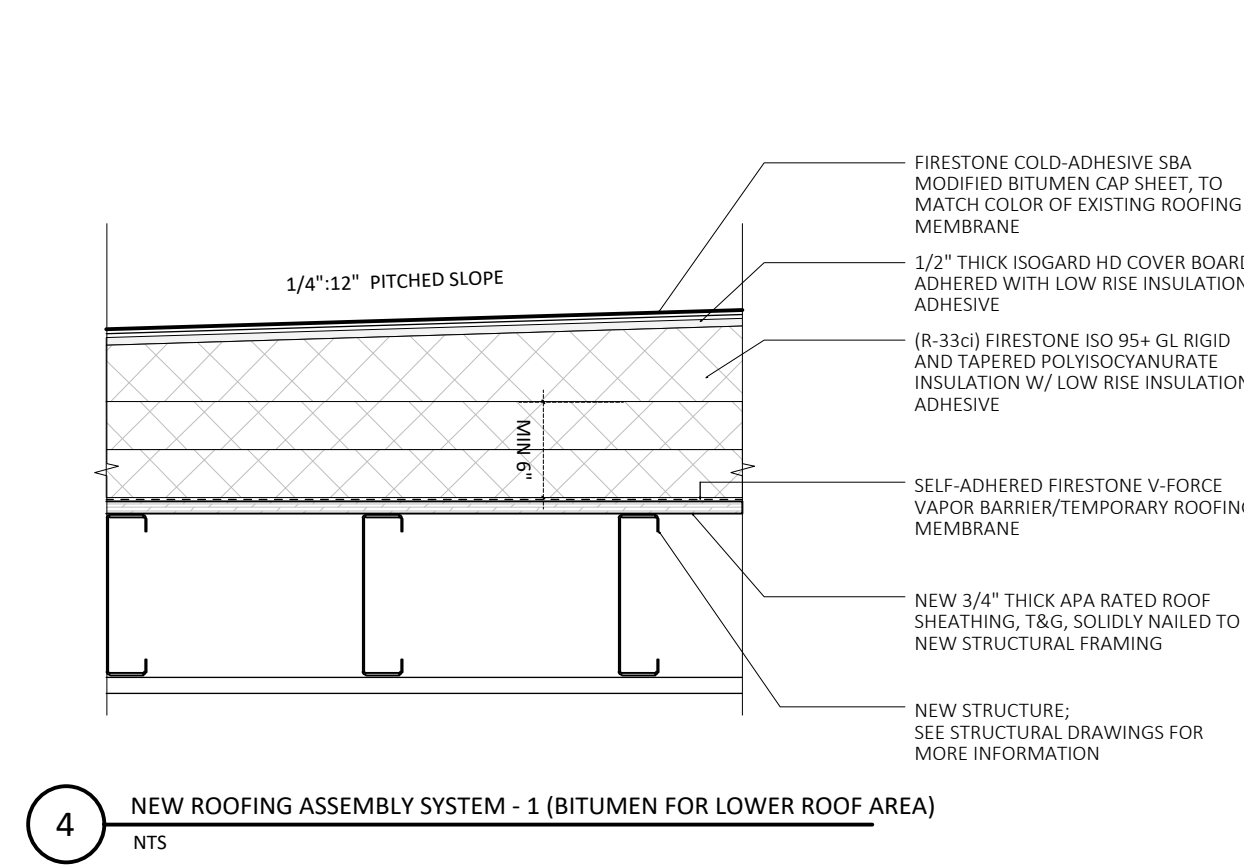 FIRESTONE COLD-ADHESIVE SBA
MODIFIED BITUMEN CAP SHEET, TO
MATCH COLOR OF EXISTING ROOFING
MEMBRANE
1/2" THICK ISOGARD HD COVER BOARD
ADHERED WITH LOW RISE INSULATION
ADHESIVE
1/4":12" PITCHED SLOPE
(R-33ci) FIRESTONE ISO 95+ GL RIGID
AND TAPERED POLYISOCYANURATE
INSULATION W/ LOW RISE INSULATION
ADHESIVE
MIN 6"
SELF-ADHERED FIRESTONE V-FORCE
VAPOR BARRIER/TEMPORARY ROOFING
MEMBRANE
NEW 3/4" THICK APA RATED ROOF
SHEATHING, T&G, SOLIDLY NAILED TO
NEW STRUCTURAL FRAMING
NEW STRUCTURE;
SEE STRUCTURAL DRAWINGS FOR
MORE INFORMATION
4
NEW ROOFING ASSEMBLY SYSTEM - 1 (BITUMEN FOR LOWER ROOF AREA)
NTS